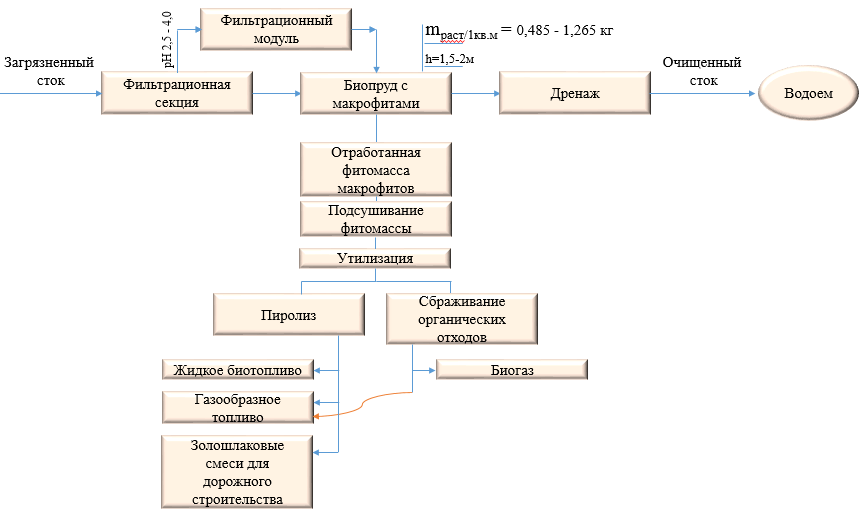 Фильтрационный
модуль
pH 2,5 - 4,0
mраст/1кв.м = 0,485 - 1,265 кг
h=1,5-2м
Загрязненный
сток
Фильтрационная
секция
Биопруд с
макрофитами
Дренаж
Очищенный
сток
Водоем
Отработанная
фитомасса
макрофитов
Подсушивание
фитомассы
Утилизация
Пиролиз
Сбраживание
органических
отходов
Жидкое биотопливо
Биогаз
Газообразное
топливо
Золошлаковые
смеси для
дорожного
строительства